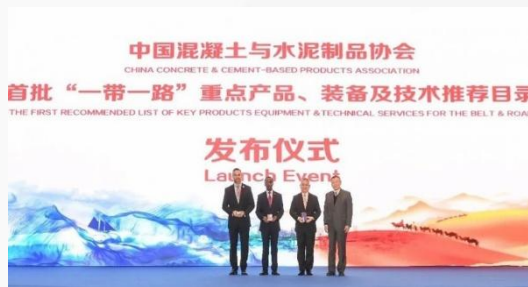 中国混凝土与水泥制品协会
CHINA CONCRETE & CEMENT-BASED PRODUCTS ASSOCIATION
首批“一带一路”重点产品、装备及技术推荐目录
THE FIRST RECOMMENDED LIST OF KEY PRODUCTS EQUIPMENT &TECHNICAL SERVICES FOR THE BELT & ROA
发布仪式
Launch Event